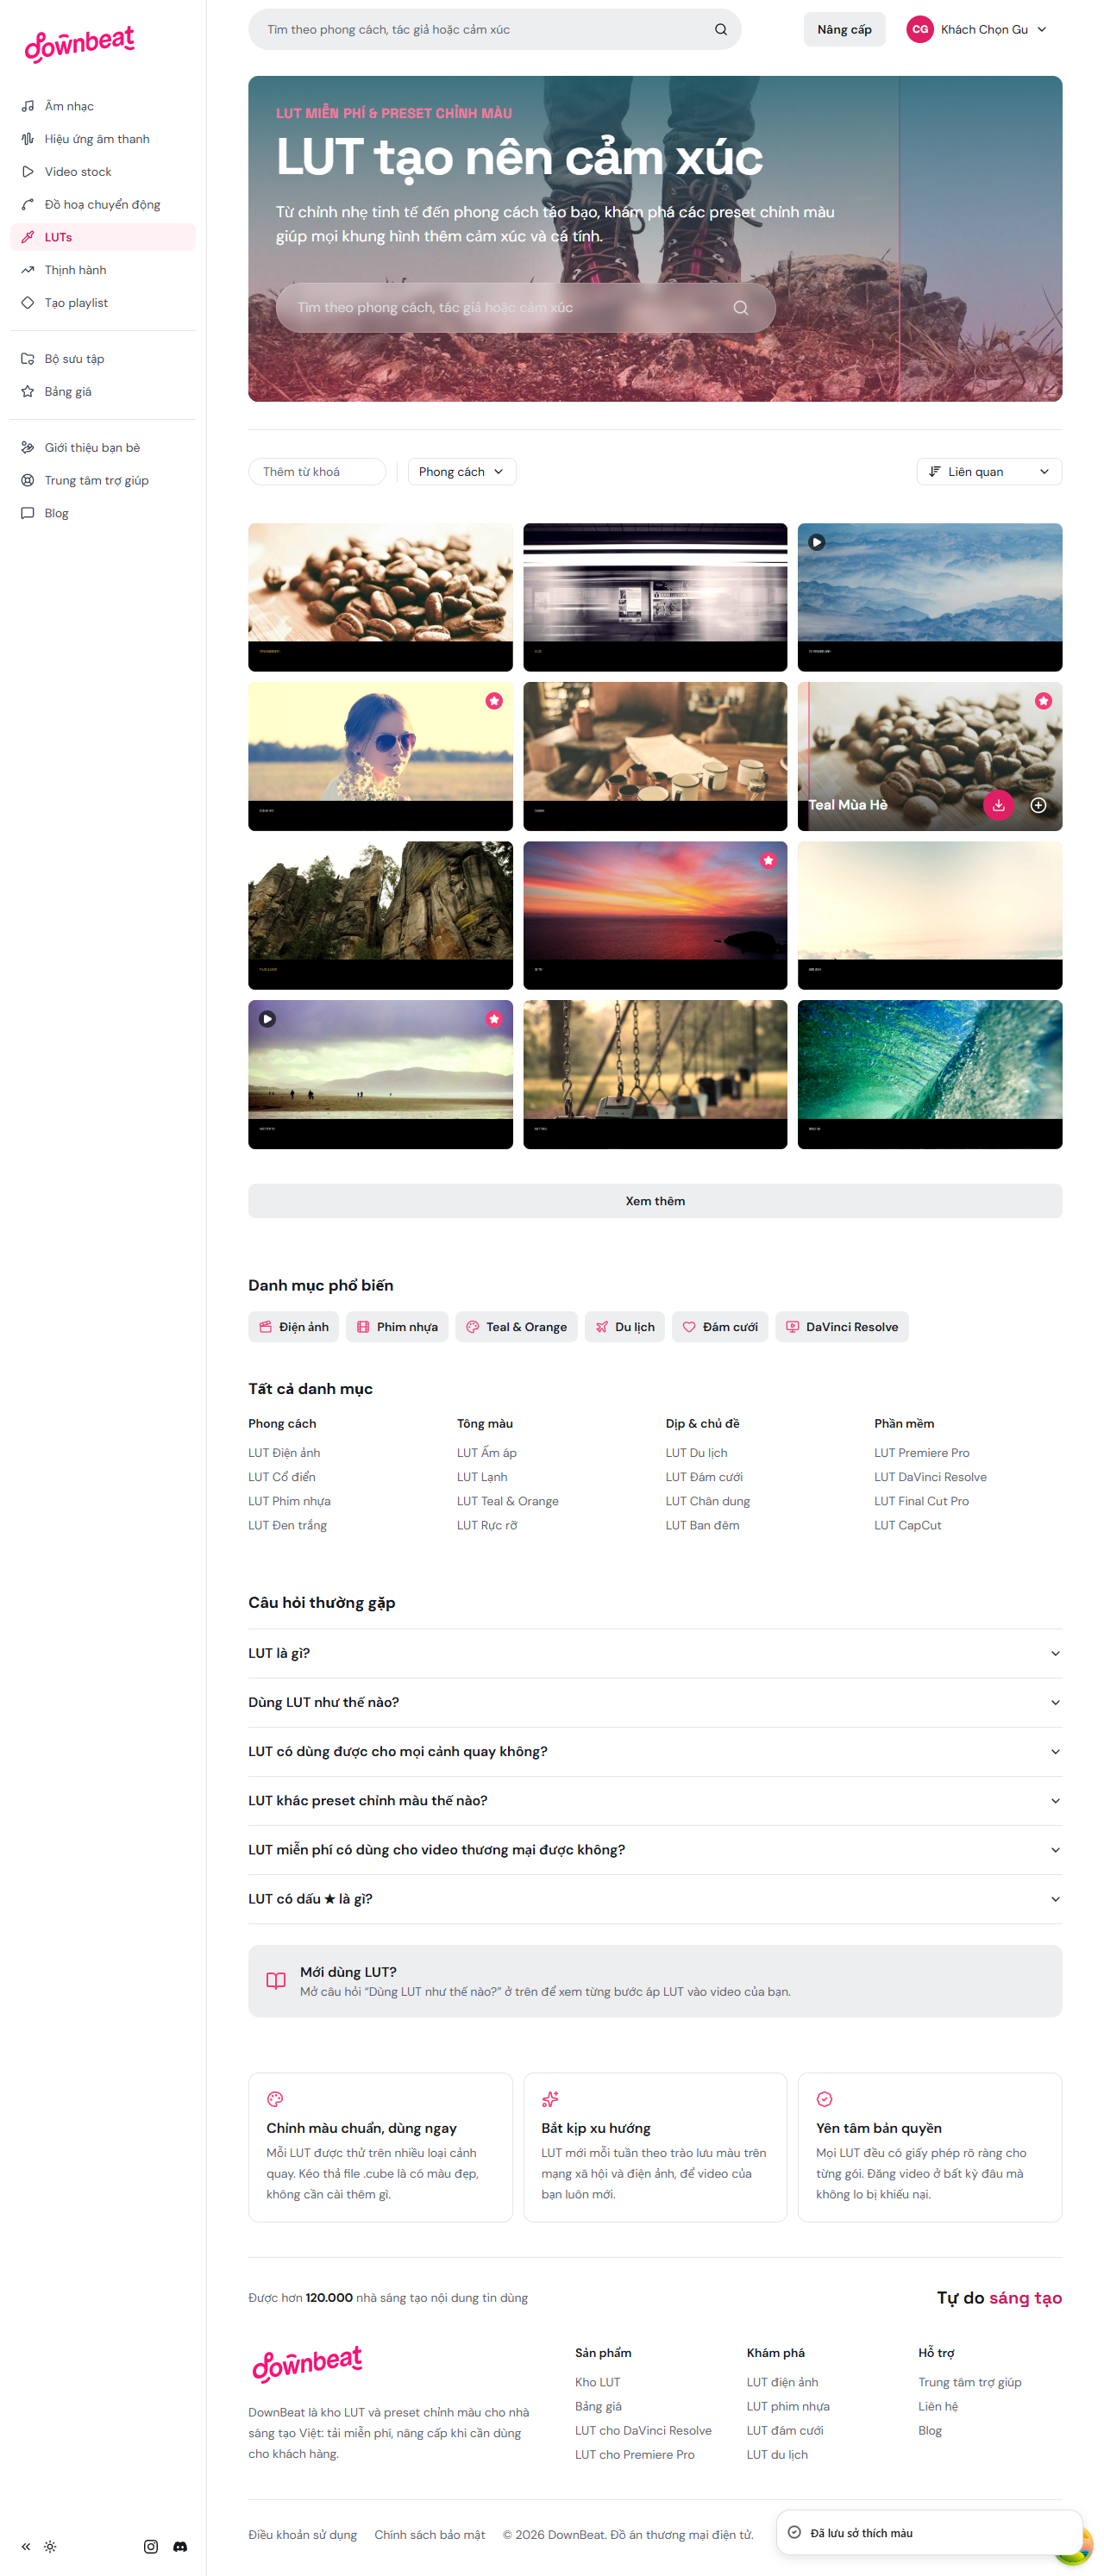 downbeat
Âm nhạc
Hiệu ứng âm thanh
Video stock
Đồ hoạ chuyển động
LUTs
Thịnh hành
Tạo playlist
Bộ sưu tập
Bảng giá
Giới thiệu bạn bè
Trung tâm trợ giúp
Blog
Tìm theo phong cách, tác giả hoặc cảm xúc
Nâng cấp
CG Khách Chọn Gu
LUT MIỄN PHÍ & PRESET CHỈNH MÀU
LUT tạo nên cảm xúc
Từ chỉnh nhẹ tinh tế đến phong cách táo bạo, khám phá các preset chỉnh màu
giúp mọi khung hình thêm cảm xúc và cá tính.
Tìm theo phong cách, tác giả hoặc cảm xúc
Thêm từ khoá
Phong cách
Liên quan
Teal Mùa Hè
Xem thêm
Danh mục phổ biến
Điện ảnh
Phim nhựa
Teal & Orange
Du lịch
Đám cưới
DaVinci Resolve
Tất cả danh mục
Phong cách
LUT Điện ảnh
LUT Cổ điển
LUT Phim nhựa
LUT Đen trắng
Tông màu
LUT Ấm áp
LUT Lạnh
LUT Teal & Orange
LUT Rực rỡ
Dịp & chủ đề
LUT Du lịch
LUT Đám cưới
LUT Chân dung
LUT Ban đêm
Phần mềm
LUT Premiere Pro
LUT DaVinci Resolve
LUT Final Cut Pro
LUT CapCut
Câu hỏi thường gặp
LUT là gì?
Dùng LUT như thế nào?
LUT có dùng được cho mọi cảnh quay không?
LUT khác preset chỉnh màu thế nào?
LUT miễn phí có dùng cho video thương mại được không?
LUT có dấu ★ là gì?
Mới dùng LUT?
Mở câu hỏi “Dùng LUT như thế nào?” ở trên để xem từng bước áp LUT vào video của bạn.
Chỉnh màu chuẩn, dùng ngay
Mỗi LUT được thử trên nhiều loại cảnh
quay. Kéo thả file .cube là có màu đẹp,
không cần cài thêm gì.
Bắt kịp xu hướng
LUT mới mỗi tuần theo trào lưu màu trên
mạng xã hội và điện ảnh, để video của
bạn luôn mới.
Yên tâm bản quyền
Mọi LUT đều có giấy phép rõ ràng cho
từng gói. Đăng video ở bất kỳ đâu mà
không lo bị khiếu nại.
Được hơn 120.000 nhà sáng tạo nội dung tin dùng
Tự do sáng tạo
downbeat
DownBeat là kho LUT và preset chỉnh màu cho nhà
sáng tạo Việt: tải miễn phí, nâng cấp khi cần dùng
cho khách hàng.
Sản phẩm
Kho LUT
Bảng giá
LUT cho DaVinci Resolve
LUT cho Premiere Pro
Khám phá
LUT điện ảnh
LUT phim nhựa
LUT đám cưới
LUT du lịch
Hỗ trợ
Trung tâm trợ giúp
Liên hệ
Blog
Điều khoản sử dụng
Chính sách bảo mật
© 2026 DownBeat. Đồ án thương mại điện tử.
Đã lưu sở thích màu